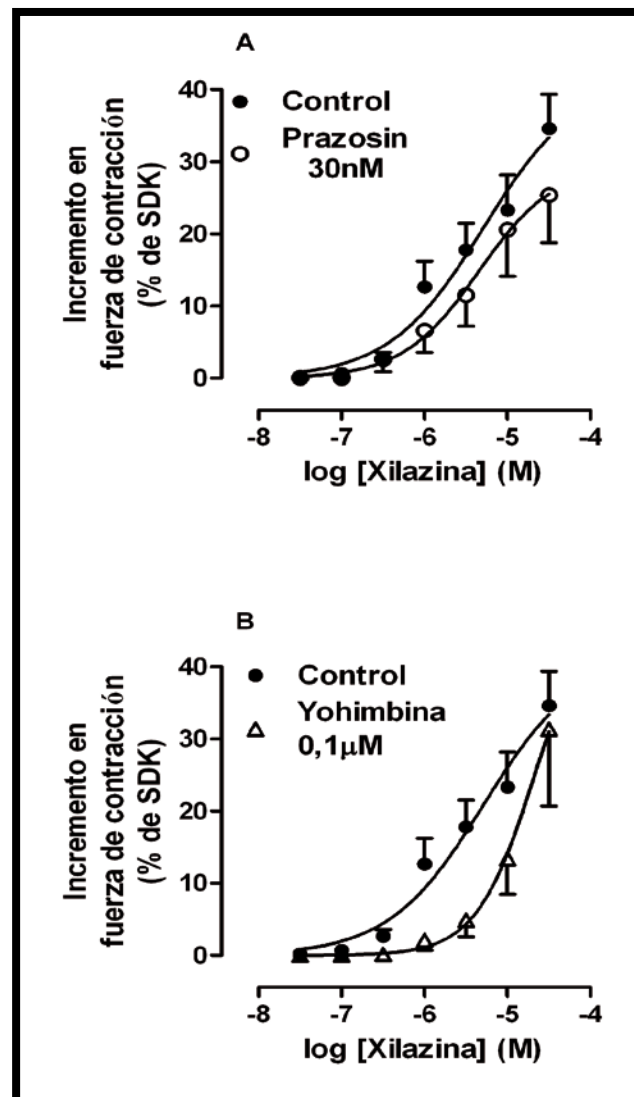 A
Incremento en
fuerza de contracción
(% de SDK)
40
30
20
10
0
Control
Prazosin
30nM
-8
-7
-6
-5
-4
log [Xilazina] (M)
B
Incremento en
fuerza de contracción
(% de SDK)
40
30
20
10
0
Control
Yohimbina
0,1µM
-8
-7
-6
-5
-4
log [Xilazina] (M)